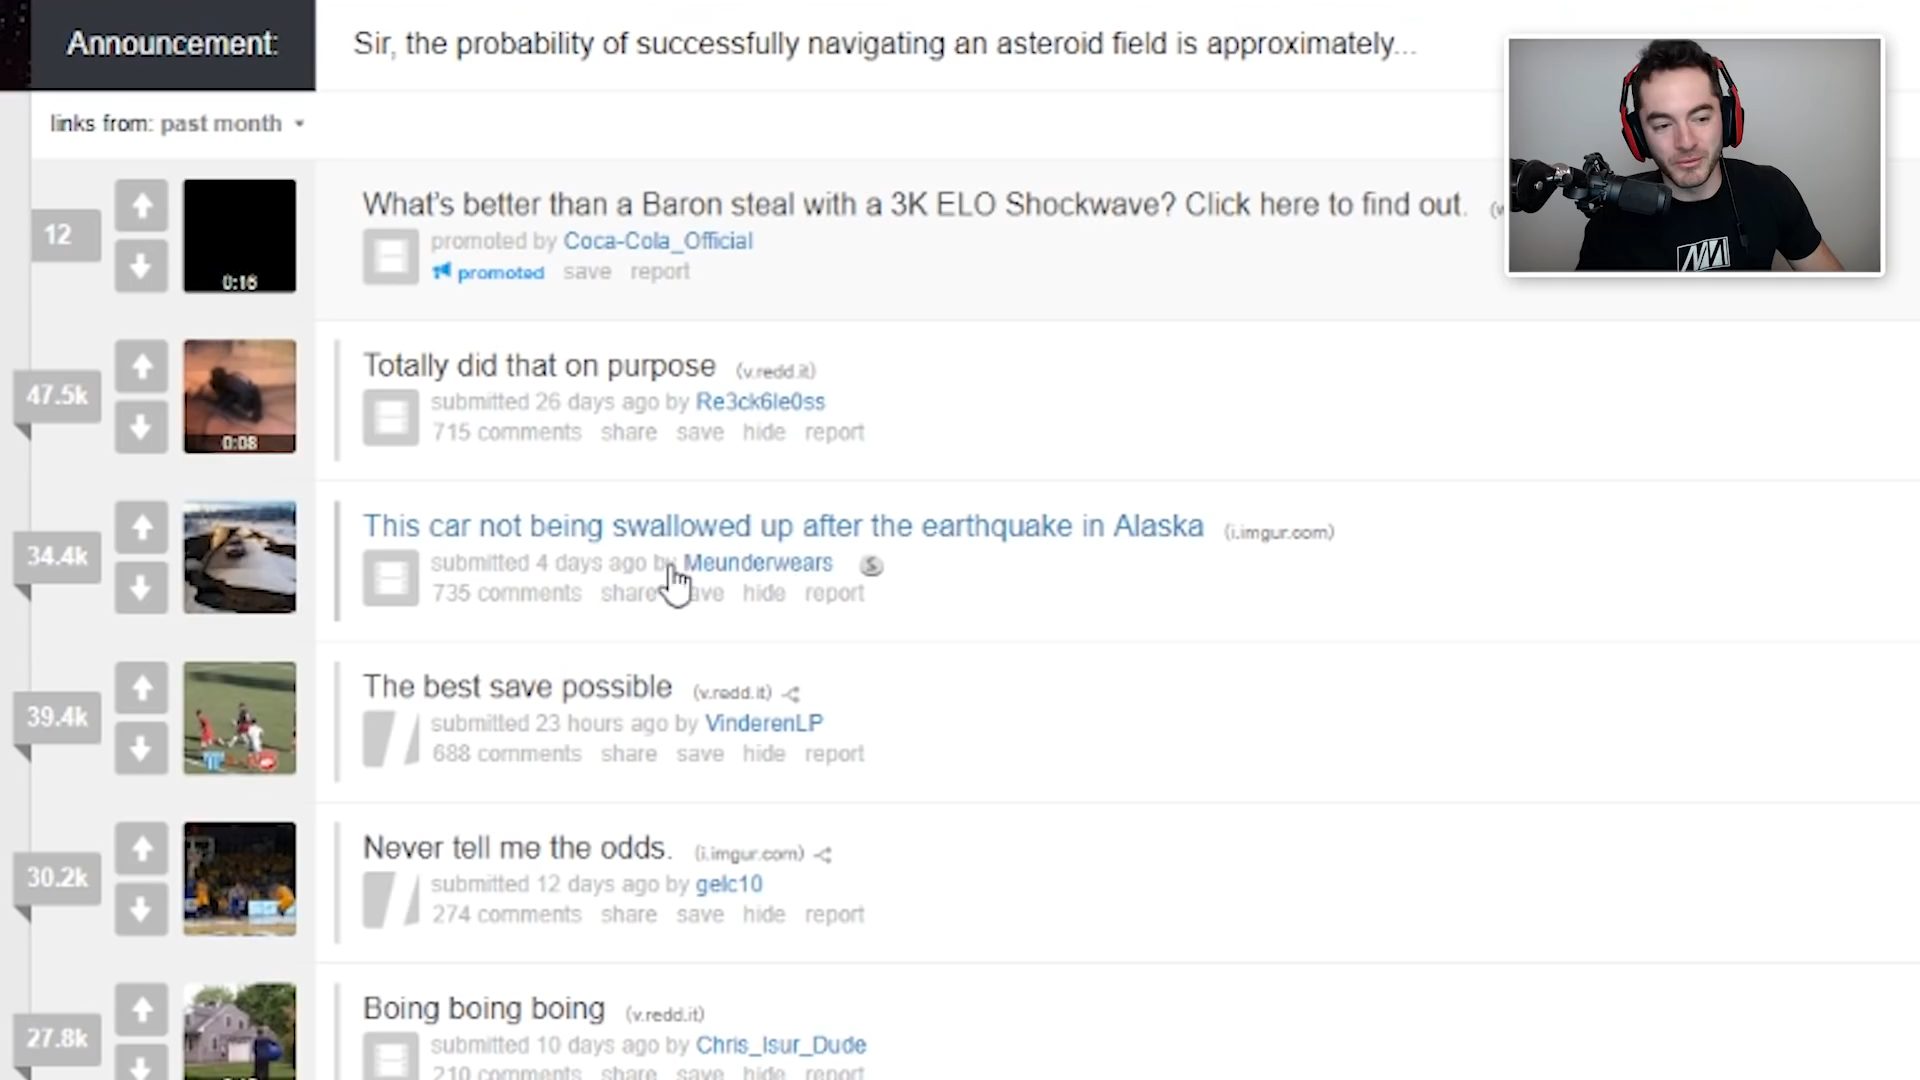 Announcement:
Sir, the probability of successfully navigating an asteroid field is approximately...
links from: past month
12
0:16
What's better than a Baron steal with a 3K ELO Shockwave? Click here to find out.
promoted by Coca-Cola_Official
promoted save report
47.5k
0:08
Totally did that on purpose (v.redd.it)
submitted 26 days ago by Re3ck6le0ss
715 comments share save hide report
34.4k
This car not being swallowed up after the earthquake in Alaska (i.imgur.com)
submitted 4 days ago by Meunderwears S
735 comments share save hide report
39.4k
The best save possible (v.redd.it)
submitted 23 hours ago by VinderenLP
688 comments share save hide report
30.2k
Never tell me the odds. (i.imgur.com)
submitted 12 days ago by gelc10
274 comments share save hide report
27.8k
Boing boing boing (v.redd.it)
submitted 10 days ago by Chris_Isur_Dude
210 comments share save hide report